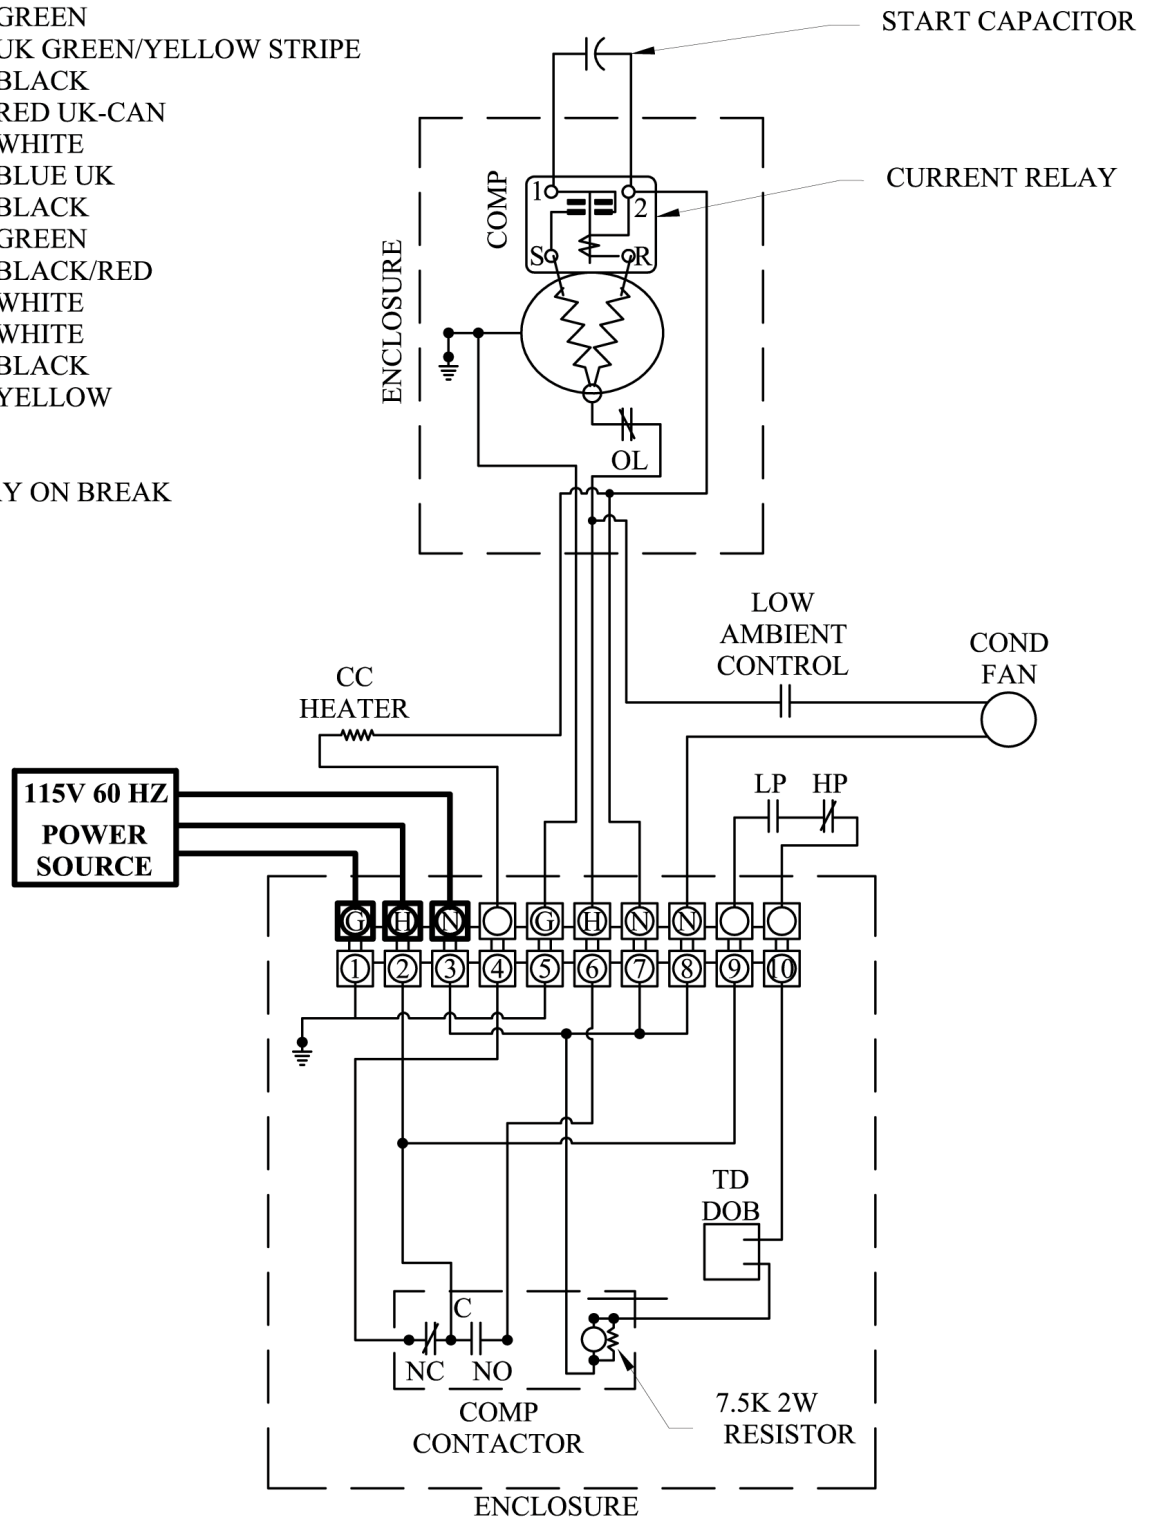 GREEN
UK GREEN/YELLOW STRIPE
BLACK
RED UK-CAN
WHITE
BLUE UK
BLACK
GREEN
BLACK/RED
WHITE
WHITE
BLACK
YELLOW
Y ON BREAK
START CAPACITOR
CURRENT RELAY
COMP
1
2
S
R
ENCLOSURE
OL
LOW
AMBIENT
CONTROL
COND
FAN
CC
HEATER
115V 60 HZ
POWER
SOURCE
LP HP
G H N G H N N
1 2 3 4 5 6 7 8 9 10
TD
DOB
C
NC NO
COMP
CONTACTOR
7.5K 2W
RESISTOR
ENCLOSURE